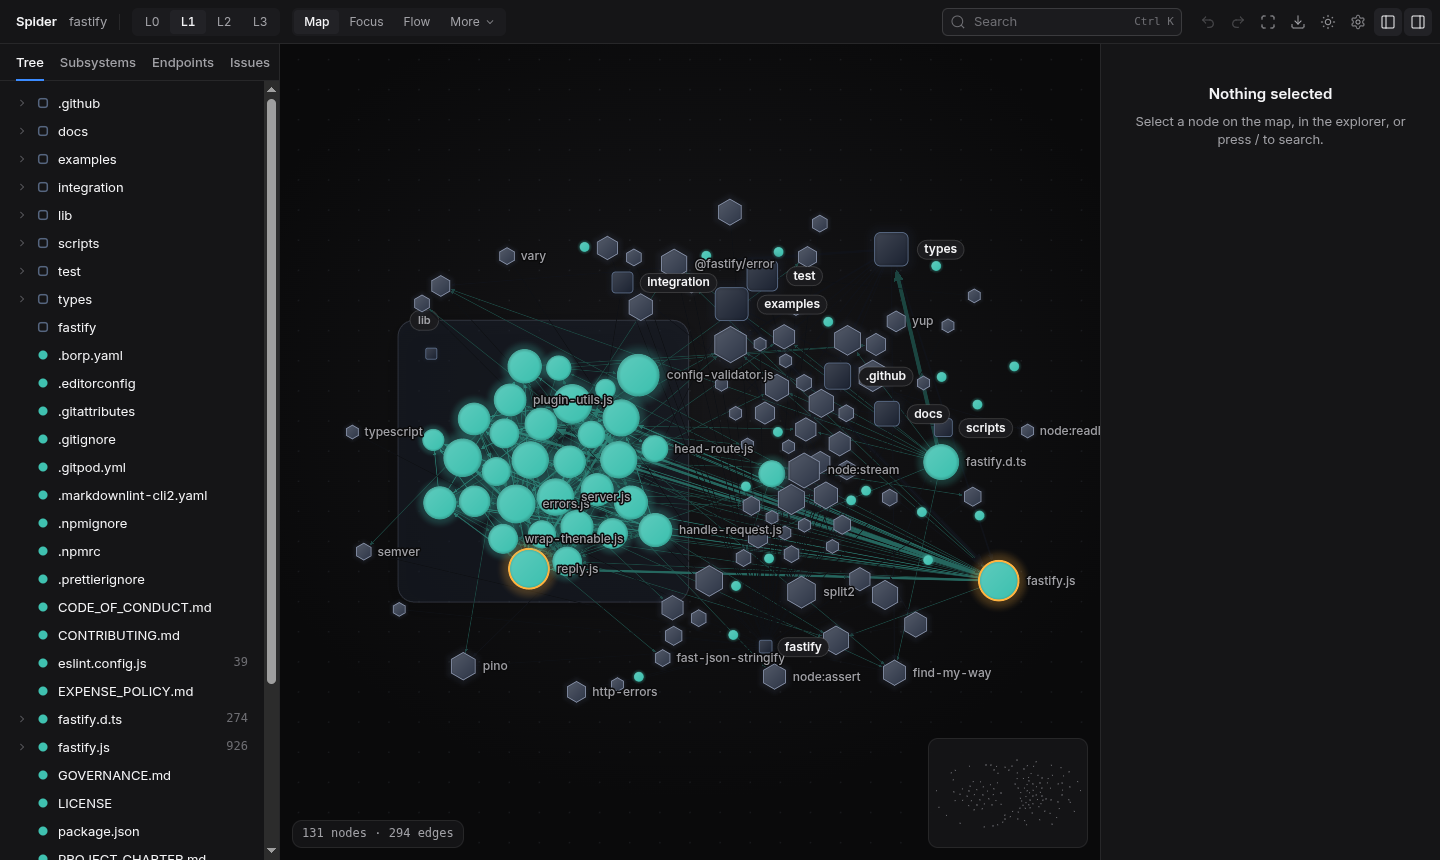 Spider fastify L0 L1 L2 L3 Map Focus Flow More Search Ctrl K
Tree Subsystems Endpoints Issues
.github
docs
examples
integration
lib
scripts
test
types
fastify
.borp.yaml
.editorconfig
.gitattributes
.gitignore
.gitpod.yml
.markdownlint-cli2.yaml
.npmignore
.npmrc
.prettierignore
CODE_OF_CONDUCT.md
CONTRIBUTING.md
eslint.config.js 39
EXPENSE_POLICY.md
fastify.d.ts 274
fastify.js 926
GOVERNANCE.md
LICENSE
package.json
PROJECT_CHARTER.md
types
vary
@fastify/error
test
integration
examples
lib
yup
config-validator.js
.github
plugin-utils.js
docs
scripts
typescript
node:readl
head-route.js
fastify.d.ts
node:stream
server.js
errors.js
handle-request.js
wrap-thenable.js
semver
reply.js
fastify.js
split2
fastify
fast-json-stringify
pino
node:assert
find-my-way
http-errors
131 nodes · 294 edges
Nothing selected
Select a node on the map, in the explorer, or
press / to search.